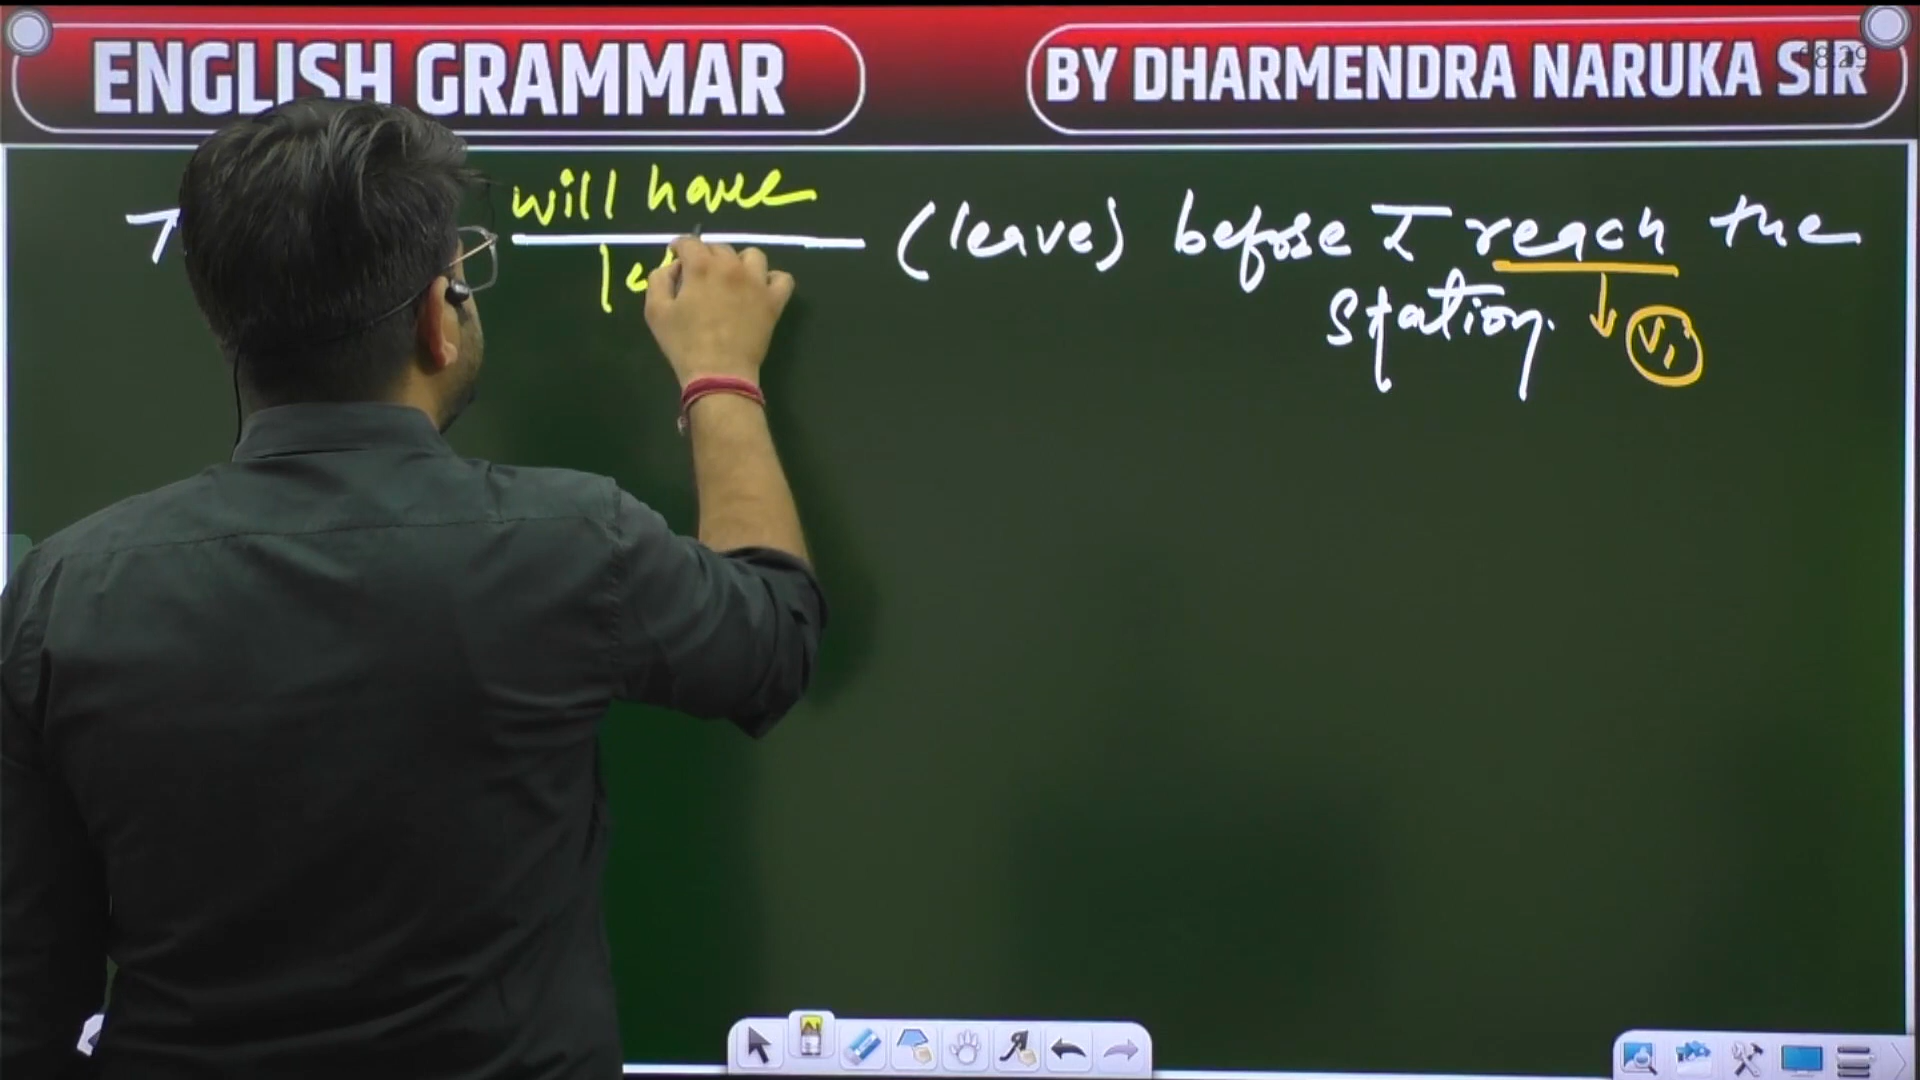 ENGLISH GRAMMAR
BY DHARMENDRA NARUKA SIR
will have
(leave) before I reach the
station.
V1